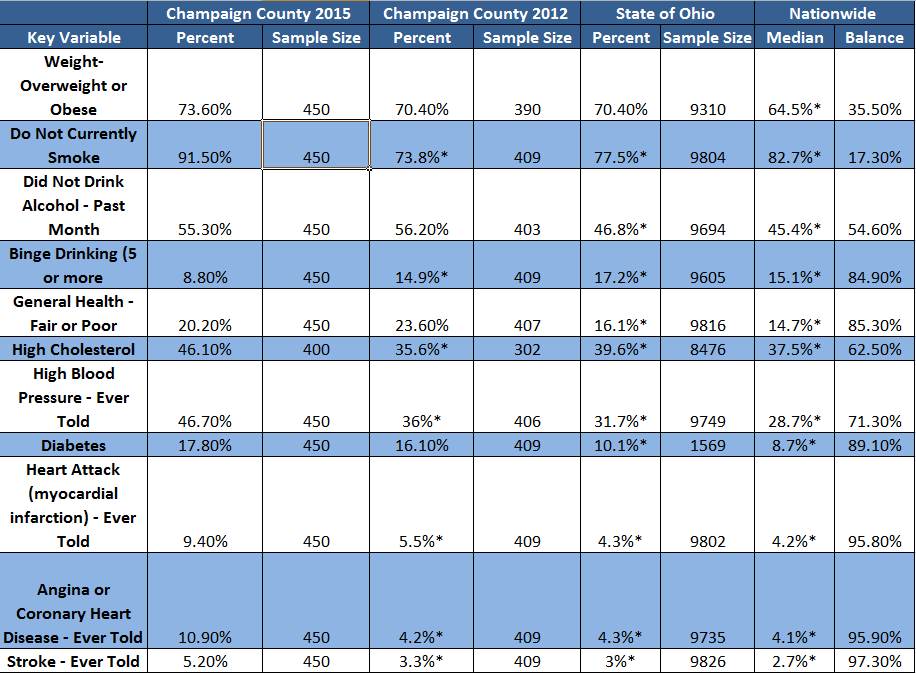 Champaign County 2015 Champaign County 2012 State of Ohio Nationwide
Key Variable Percent Sample Size Percent Sample Size Percent Sample Size Median Balance
Weight-
Overweight or
Obese 73.60% 450 70.40% 390 70.40% 9310 64.5%* 35.50%
Do Not Currently
Smoke 91.50% 450 73.8%* 409 77.5%* 9804 82.7%* 17.30%
Did Not Drink
Alcohol - Past
Month 55.30% 450 56.20% 403 46.8%* 9694 45.4%* 54.60%
Binge Drinking (5
or more 8.80% 450 14.9%* 409 17.2%* 9605 15.1%* 84.90%
General Health -
Fair or Poor 20.20% 450 23.60% 407 16.1%* 9816 14.7%* 85.30%
High Cholesterol 46.10% 400 35.6%* 302 39.6%* 8476 37.5%* 62.50%
High Blood
Pressure - Ever
Told 46.70% 450 36%* 406 31.7%* 9749 28.7%* 71.30%
Diabetes 17.80% 450 16.10% 409 10.1%* 1569 8.7%* 89.10%
Heart Attack
(myocardial
infarction) - Ever
Told 9.40% 450 5.5%* 409 4.3%* 9802 4.2%* 95.80%
Angina or
Coronary Heart
Disease - Ever Told 10.90% 450 4.2%* 409 4.3%* 9735 4.1%* 95.90%
Stroke - Ever Told 5.20% 450 3.3%* 409 3%* 9826 2.7%* 97.30%